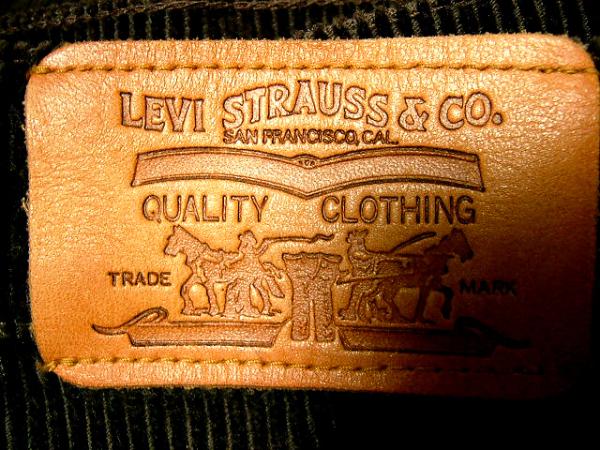 LEVI STRAUSS & CO.
SAN FRANCISCO, CAL.
QUALITY CLOTHING
TRADE MARK